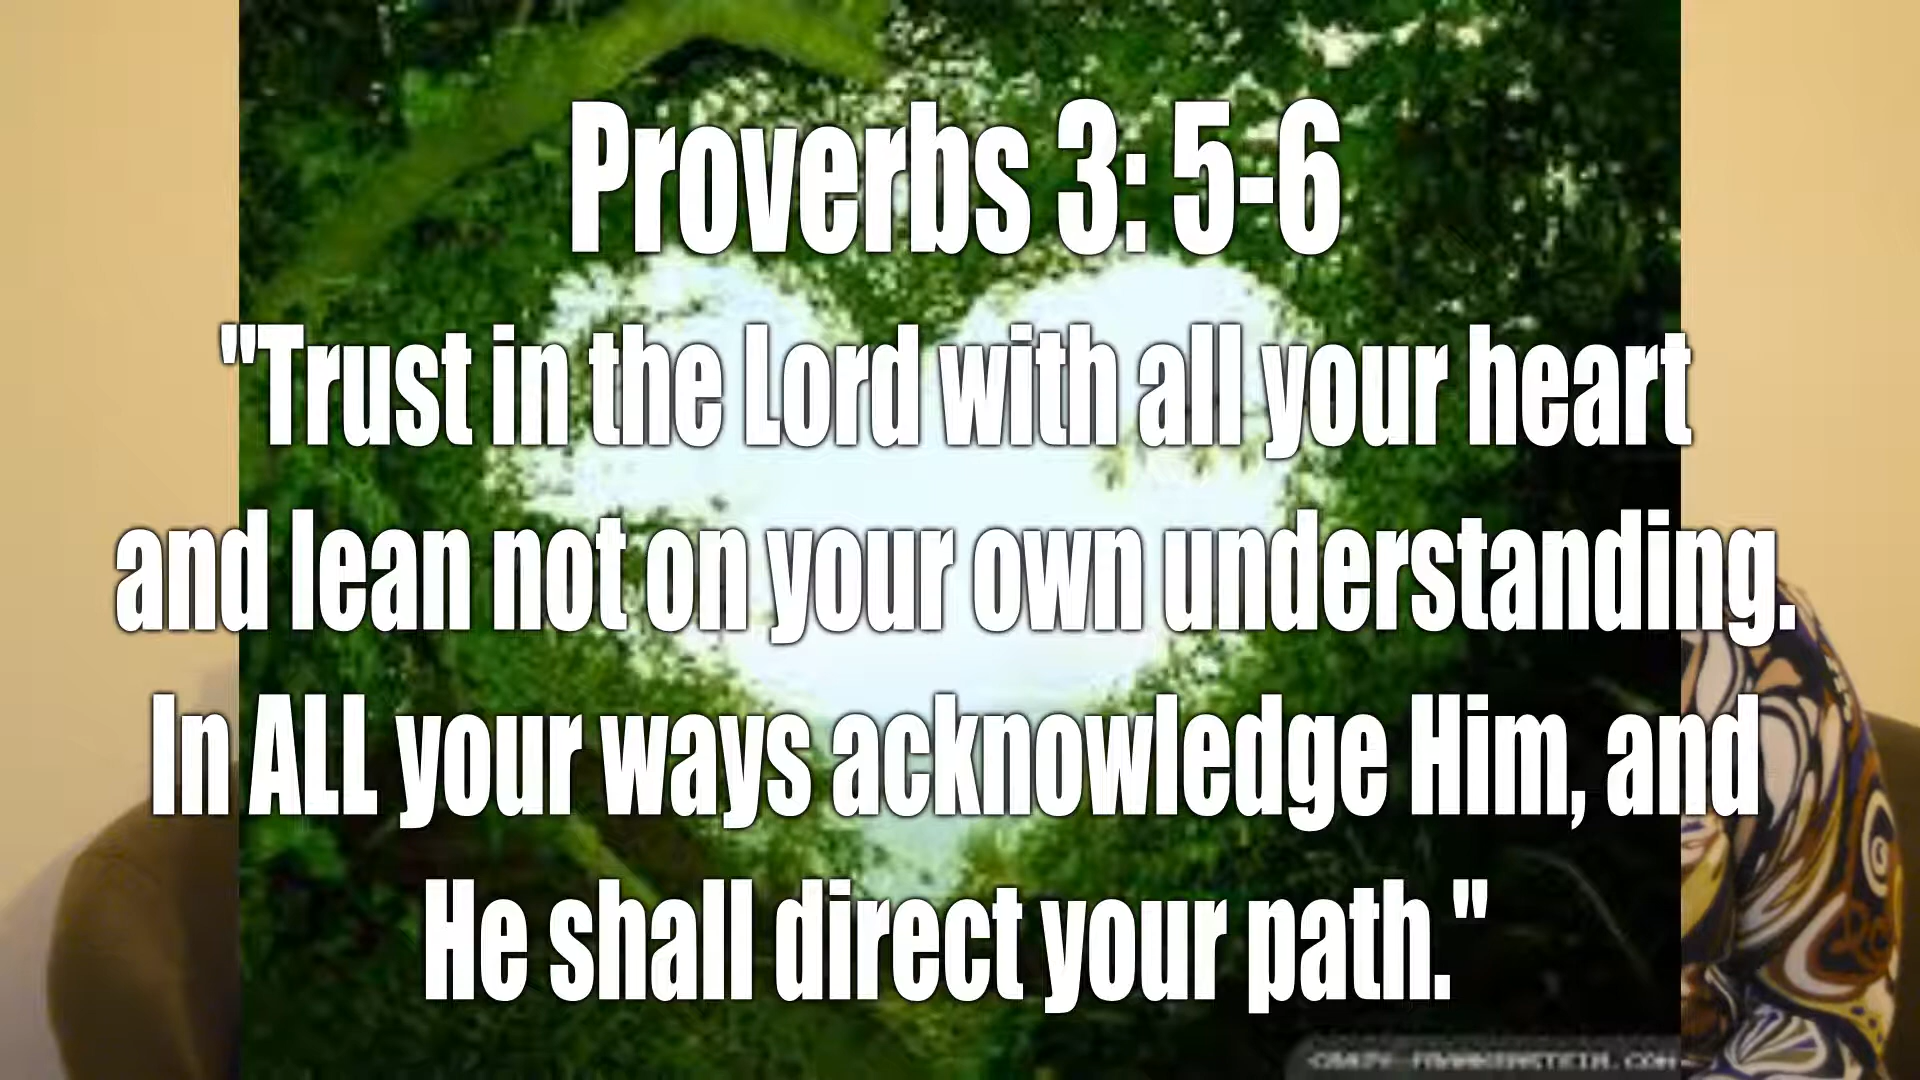 Proverbs 3: 5-6
"Trust in the Lord with all your heart
and lean not on your own understanding.
In ALL your ways acknowledge Him, and
He shall direct your path."